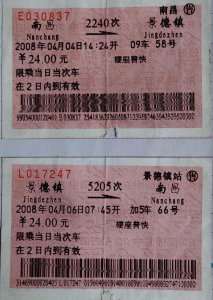 E030837 南昌 ㊕
南昌 2240次 景德镇
Nanchang Jingdezhen
2008年04月04日14:24开 09车 58号
¥24.00元 硬座普快
限乘当日当次车
在2日内到有效
L017247 景德镇站 ㊕
景德镇 5205次 南昌
Jingdezhen Nanchang
2008年04月06日07:45开 加5车 66号
¥24.00元 硬座普快
限乘当日当次车
在2日内有效